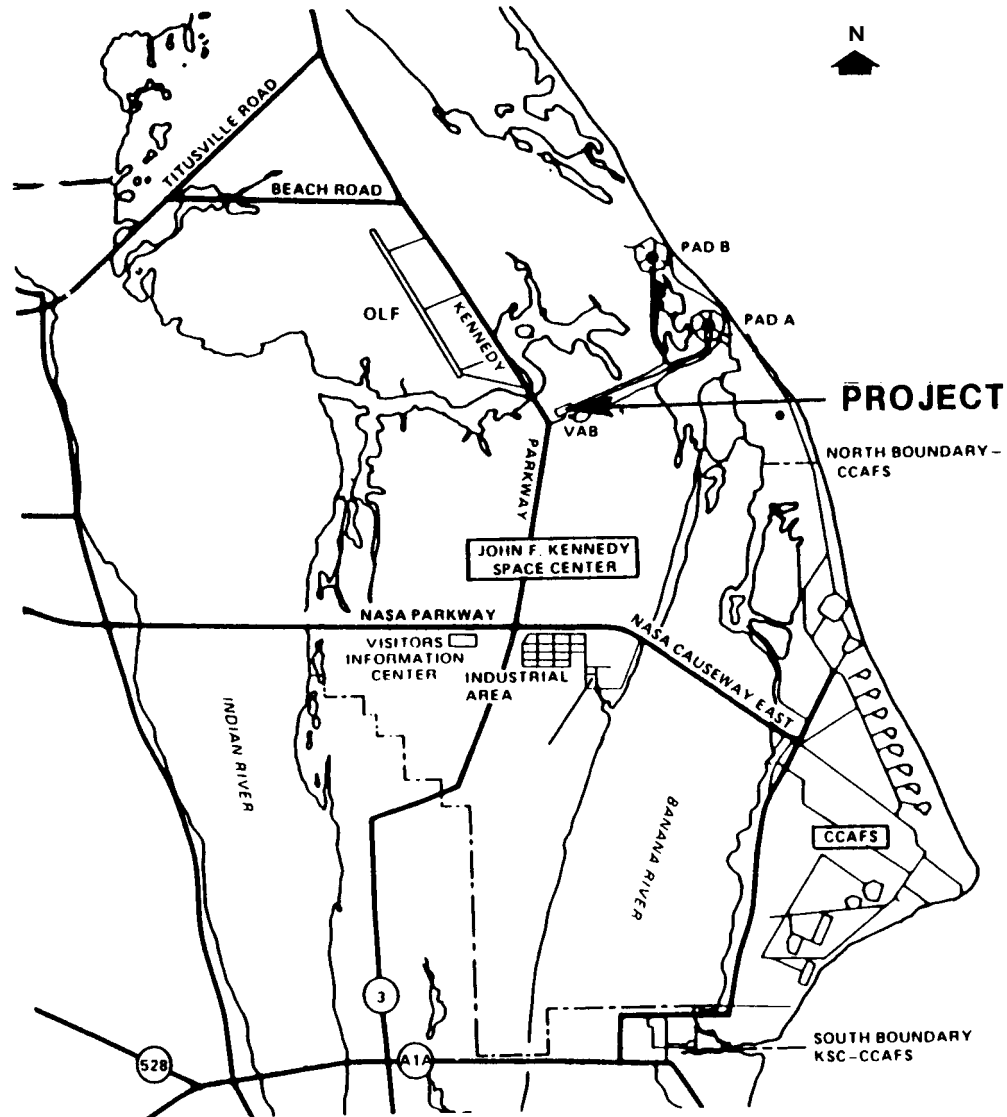 N
TITUSVILLE ROAD
BEACH ROAD
PAD B
PAD A
OLF
KENNEDY
PARKWAY
VAB
PROJECT
NORTH BOUNDARY–
CCAFS
JOHN F. KENNEDY
SPACE CENTER
NASA PARKWAY
NASA CAUSEWAY EAST
VISITORS
INFORMATION
CENTER
INDUSTRIAL
AREA
INDIAN RIVER
BANANA RIVER
CCAFS
3
528
A1A
SOUTH BOUNDARY
KSC–CCAFS